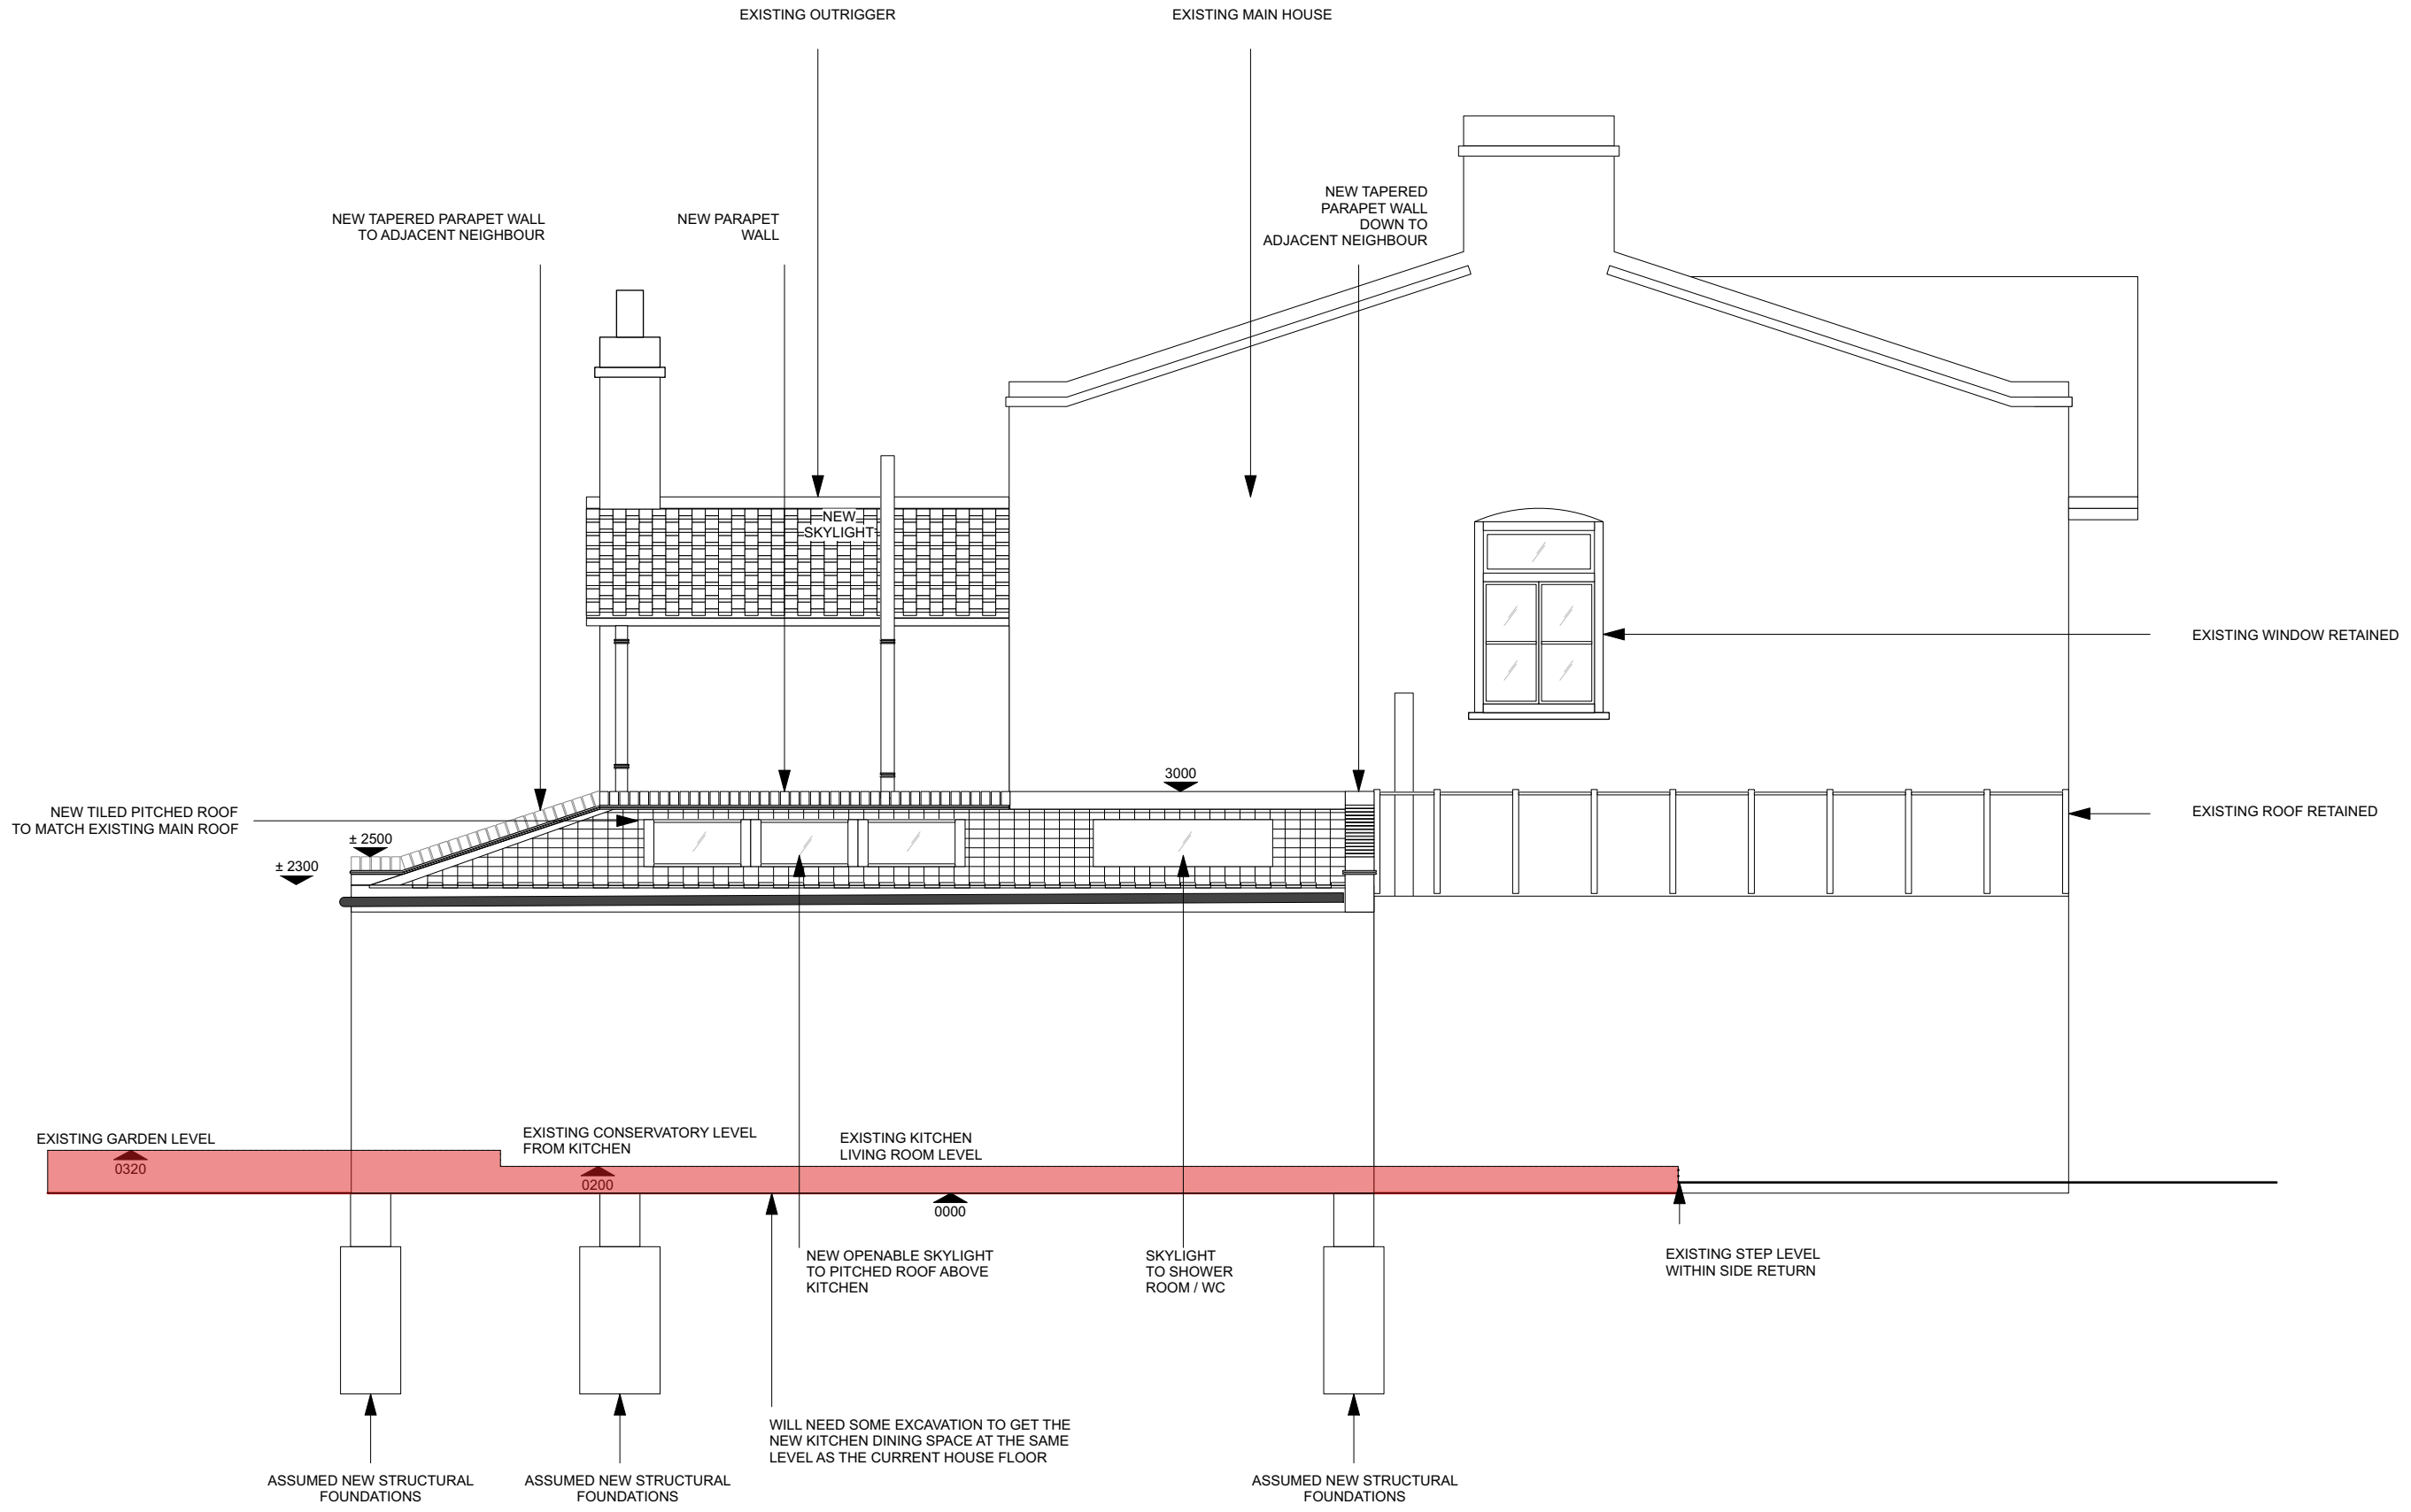 EXISTING OUTRIGGER
EXISTING MAIN HOUSE
NEW TAPERED PARAPET WALL
TO ADJACENT NEIGHBOUR
NEW PARAPET
WALL
NEW TAPERED
PARAPET WALL
DOWN TO
ADJACENT NEIGHBOUR
NEW
SKYLIGHT
EXISTING WINDOW RETAINED
3000
NEW TILED PITCHED ROOF
TO MATCH EXISTING MAIN ROOF
EXISTING ROOF RETAINED
± 2500
± 2300
EXISTING GARDEN LEVEL
0320
EXISTING CONSERVATORY LEVEL
FROM KITCHEN
0200
EXISTING KITCHEN
LIVING ROOM LEVEL
0000
NEW OPENABLE SKYLIGHT
TO PITCHED ROOF ABOVE
KITCHEN
SKYLIGHT
TO SHOWER
ROOM / WC
EXISTING STEP LEVEL
WITHIN SIDE RETURN
WILL NEED SOME EXCAVATION TO GET THE
NEW KITCHEN DINING SPACE AT THE SAME
LEVEL AS THE CURRENT HOUSE FLOOR
ASSUMED NEW STRUCTURAL
FOUNDATIONS
ASSUMED NEW STRUCTURAL
FOUNDATIONS
ASSUMED NEW STRUCTURAL
FOUNDATIONS